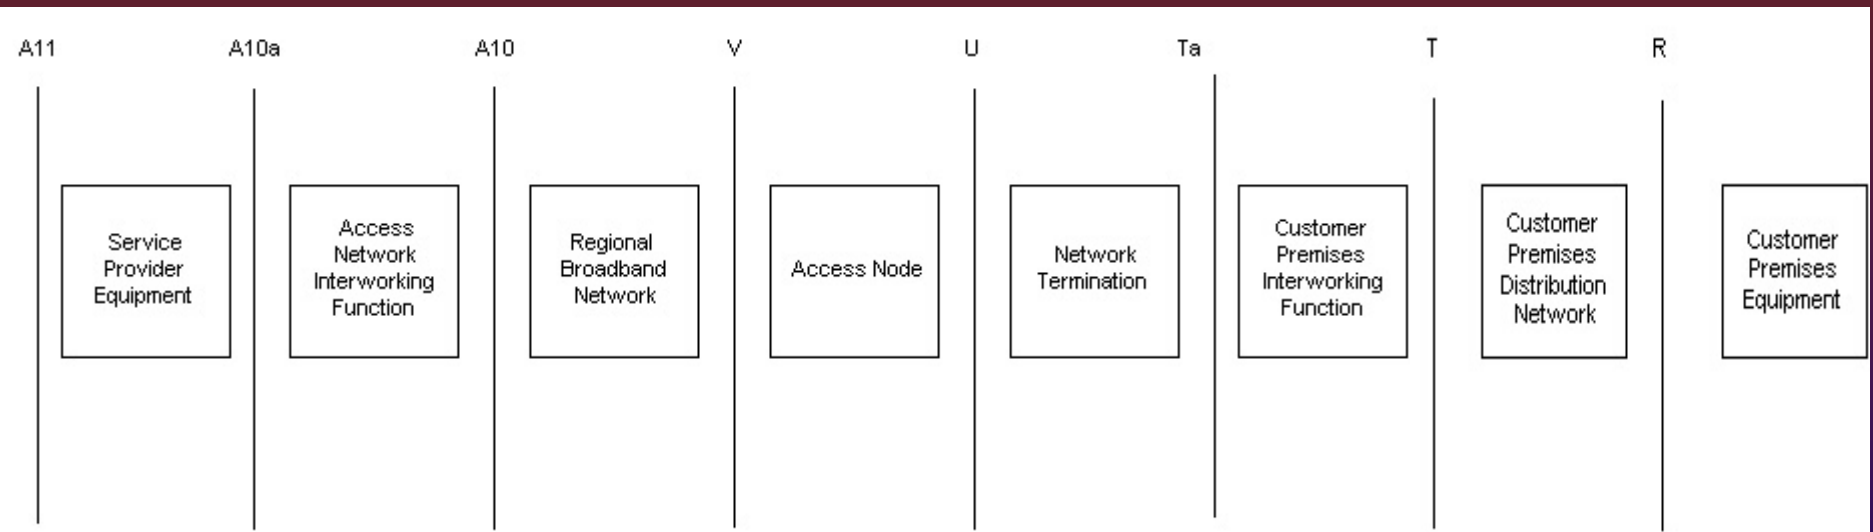 A11
A10a
A10
V
U
Ta
T
R
Service
Provider
Equipment
Access
Network
Interworking
Function
Regional
Broadband
Network
Access Node
Network
Termination
Customer
Premises
Interworking
Function
Customer
Premises
Distribution
Network
Customer
Premises
Equipment